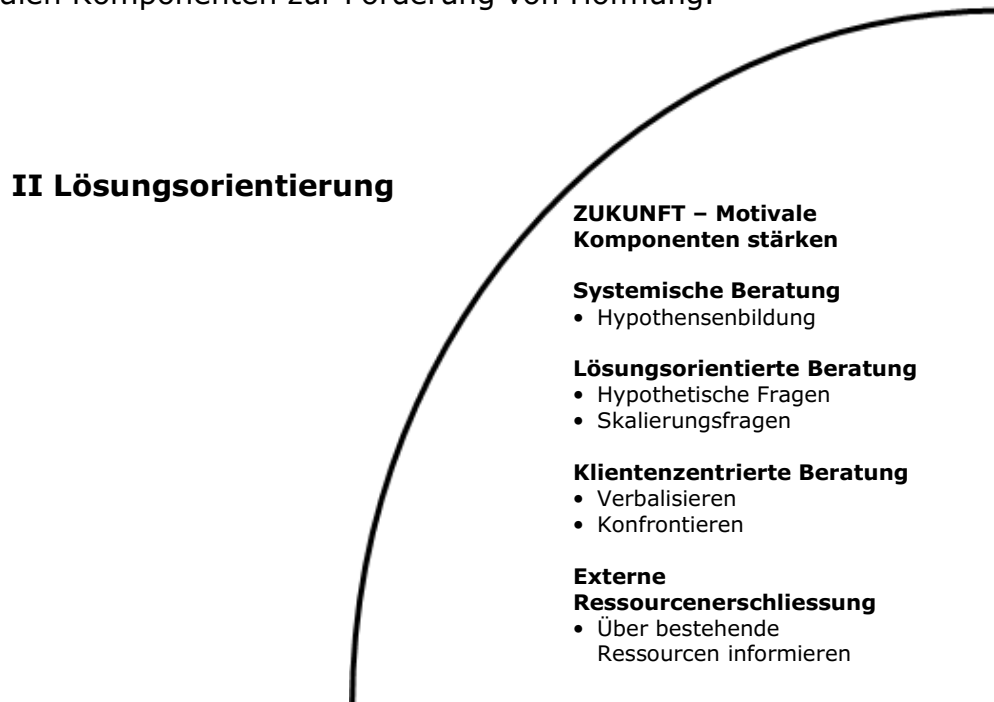 Komponenten zur Förderung von Hoffnung.
II Lösungsorientierung
ZUKUNFT – Motivale
Komponenten stärken
Systemische Beratung
• Hypothensenbildung
Lösungsorientierte Beratung
• Hypothetische Fragen
• Skalierungsfragen
Klientenzentrierte Beratung
• Verbalisieren
• Konfrontieren
Externe
Ressourcenerschliessung
• Über bestehende
Ressourcen informieren